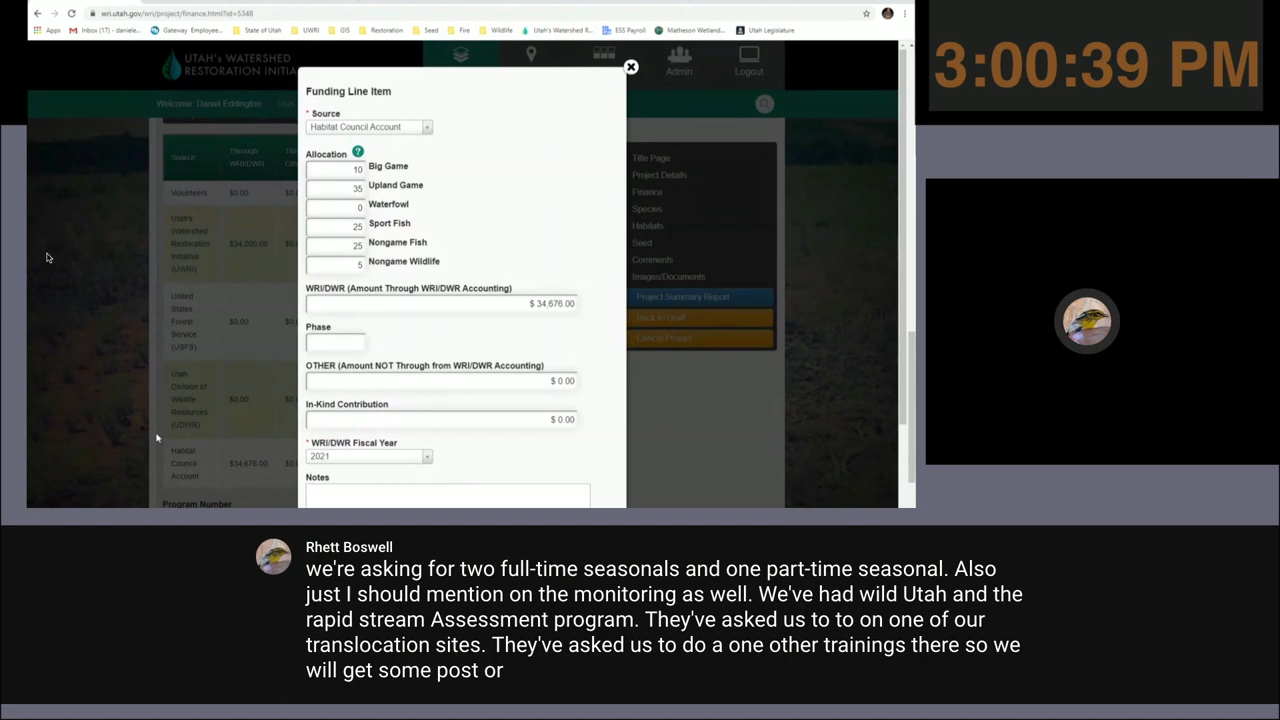 wri.utah.gov/wri/project/finance.html?id=5348
Apps
Inbox (17) - daniele...
Gateway: Employee...
State of Utah
UWRI
GIS
Restoration
Seed
Fire
Wildlife
Utah's Watershed R...
ESS Payroll
Matheson Wetland...
Utah Legislature
3:00:39 PM
UTAH'S WATERSHED
RESTORATION INITIA
Admin
Logout
Welcome: Daniel Eddington
Funding Line Item
* Source
Habitat Council Account
Allocation ?
10 Big Game
35 Upland Game
0 Waterfowl
25 Sport Fish
25 Nongame Fish
5 Nongame Wildlife
WRI/DWR (Amount Through WRI/DWR Accounting)
$ 34,676.00
Phase
OTHER (Amount NOT Through from WRI/DWR Accounting)
$ 0.00
In-Kind Contribution
$ 0.00
* WRI/DWR Fiscal Year
2021
Notes
Source
Through
WRI/DWR
Volunteers $0.00
Utah's
Watershed
Restoration
Initiative
(UWRI)
$34,000.00
United
States
Forest
Service
(USFS)
$0.00
Utah
Division of
Wildlife
Resources
(UDWR)
$0.00
Habitat
Council
Account
$34,676.00
Program Number
Title Page
Project Details
Finance
Species
Habitats
Seed
Comments
Images/Documents
Project Summary Report
Back to Draft
Cancel Project
Rhett Boswell
we're asking for two full-time seasonals and one part-time seasonal. Also
just I should mention on the monitoring as well. We've had wild Utah and the
rapid stream Assessment program. They've asked us to to on one of our
translocation sites. They've asked us to do a one other trainings there so we
will get some post or